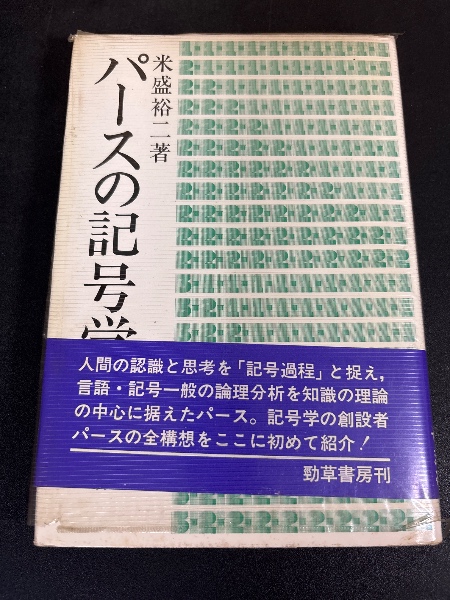 米盛裕二著
パースの記号学
人間の認識と思考を「記号過程」と捉え，
言語・記号一般の論理分析を知識の理論
の中心に据えたパース。記号学の創設者
パースの全構想をここに初めて紹介！
勁草書房刊